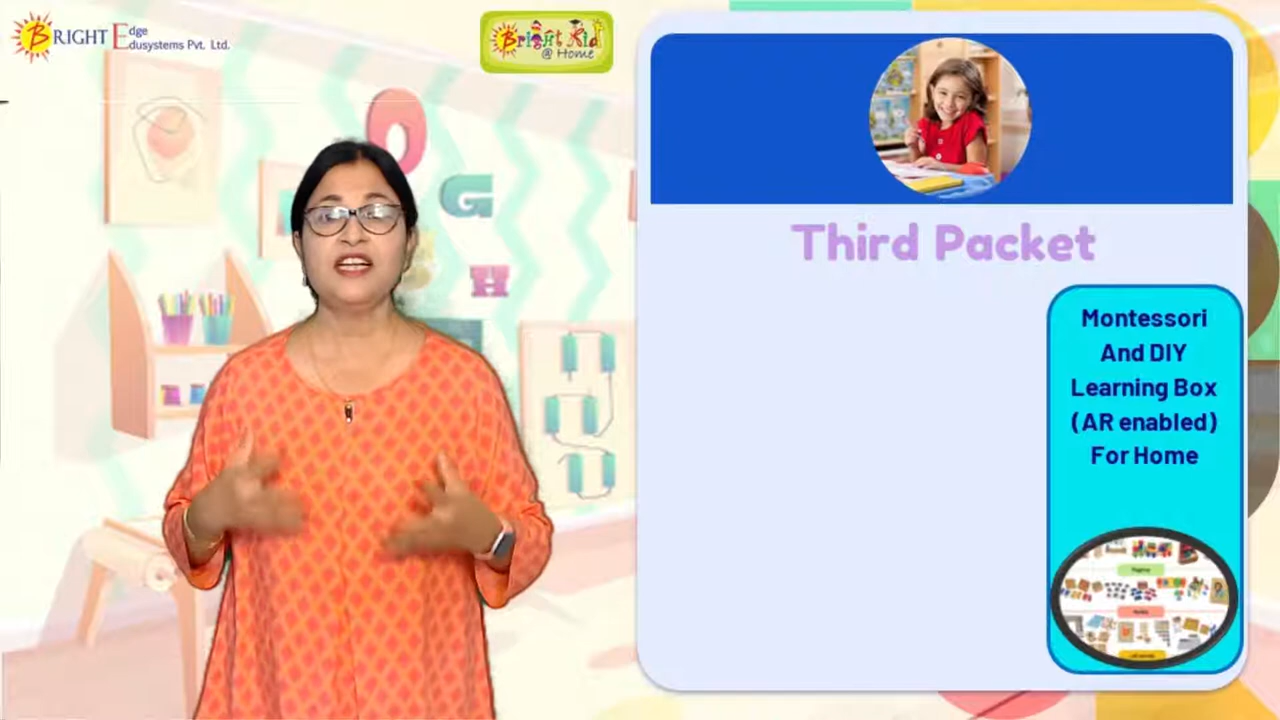 BRIGHT Edge
Edusystems Pvt. Ltd.
Bright Kid
@ Home
O
G
H
Third Packet
Montessori
And DIY
Learning Box
(AR enabled)
For Home